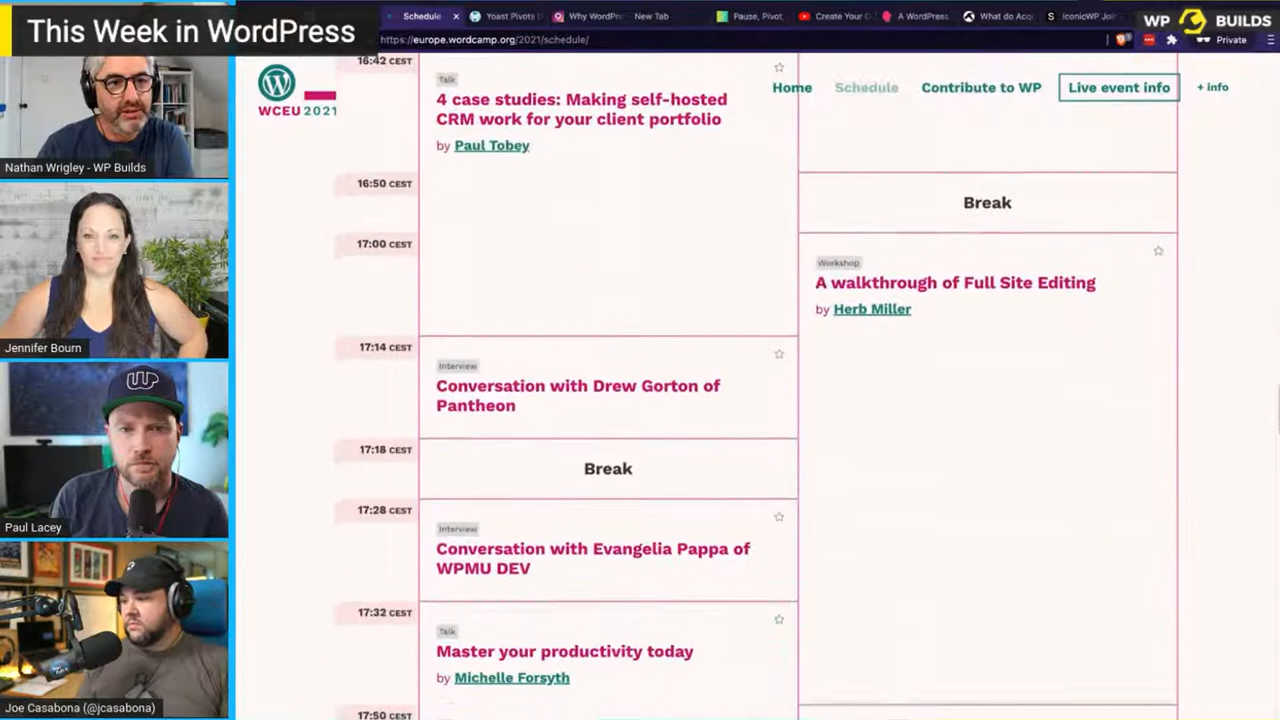 This Week in WordPress
Schedule
Yoast Pivots D
Why WordPr
New Tab
Pause, Pivot,
Create Your C
A WordPress
What do Aco
IconicWP Joi
WP BUILDS
https://europe.wordcamp.org/2021/schedule/
Private
WCEU 2021
Home
Schedule
Contribute to WP
Live event info
+ info
16:42 CEST
Talk
4 case studies: Making self-hosted
CRM work for your client portfolio
by Paul Tobey
16:50 CEST
Break
17:00 CEST
Workshop
A walkthrough of Full Site Editing
by Herb Miller
17:14 CEST
Interview
Conversation with Drew Gorton of
Pantheon
17:18 CEST
Break
17:28 CEST
Interview
Conversation with Evangelia Pappa of
WPMU DEV
17:32 CEST
Talk
Master your productivity today
by Michelle Forsyth
17:50 CEST
Nathan Wrigley - WP Builds
Jennifer Bourn
Paul Lacey
Joe Casabona (@jcasabona)